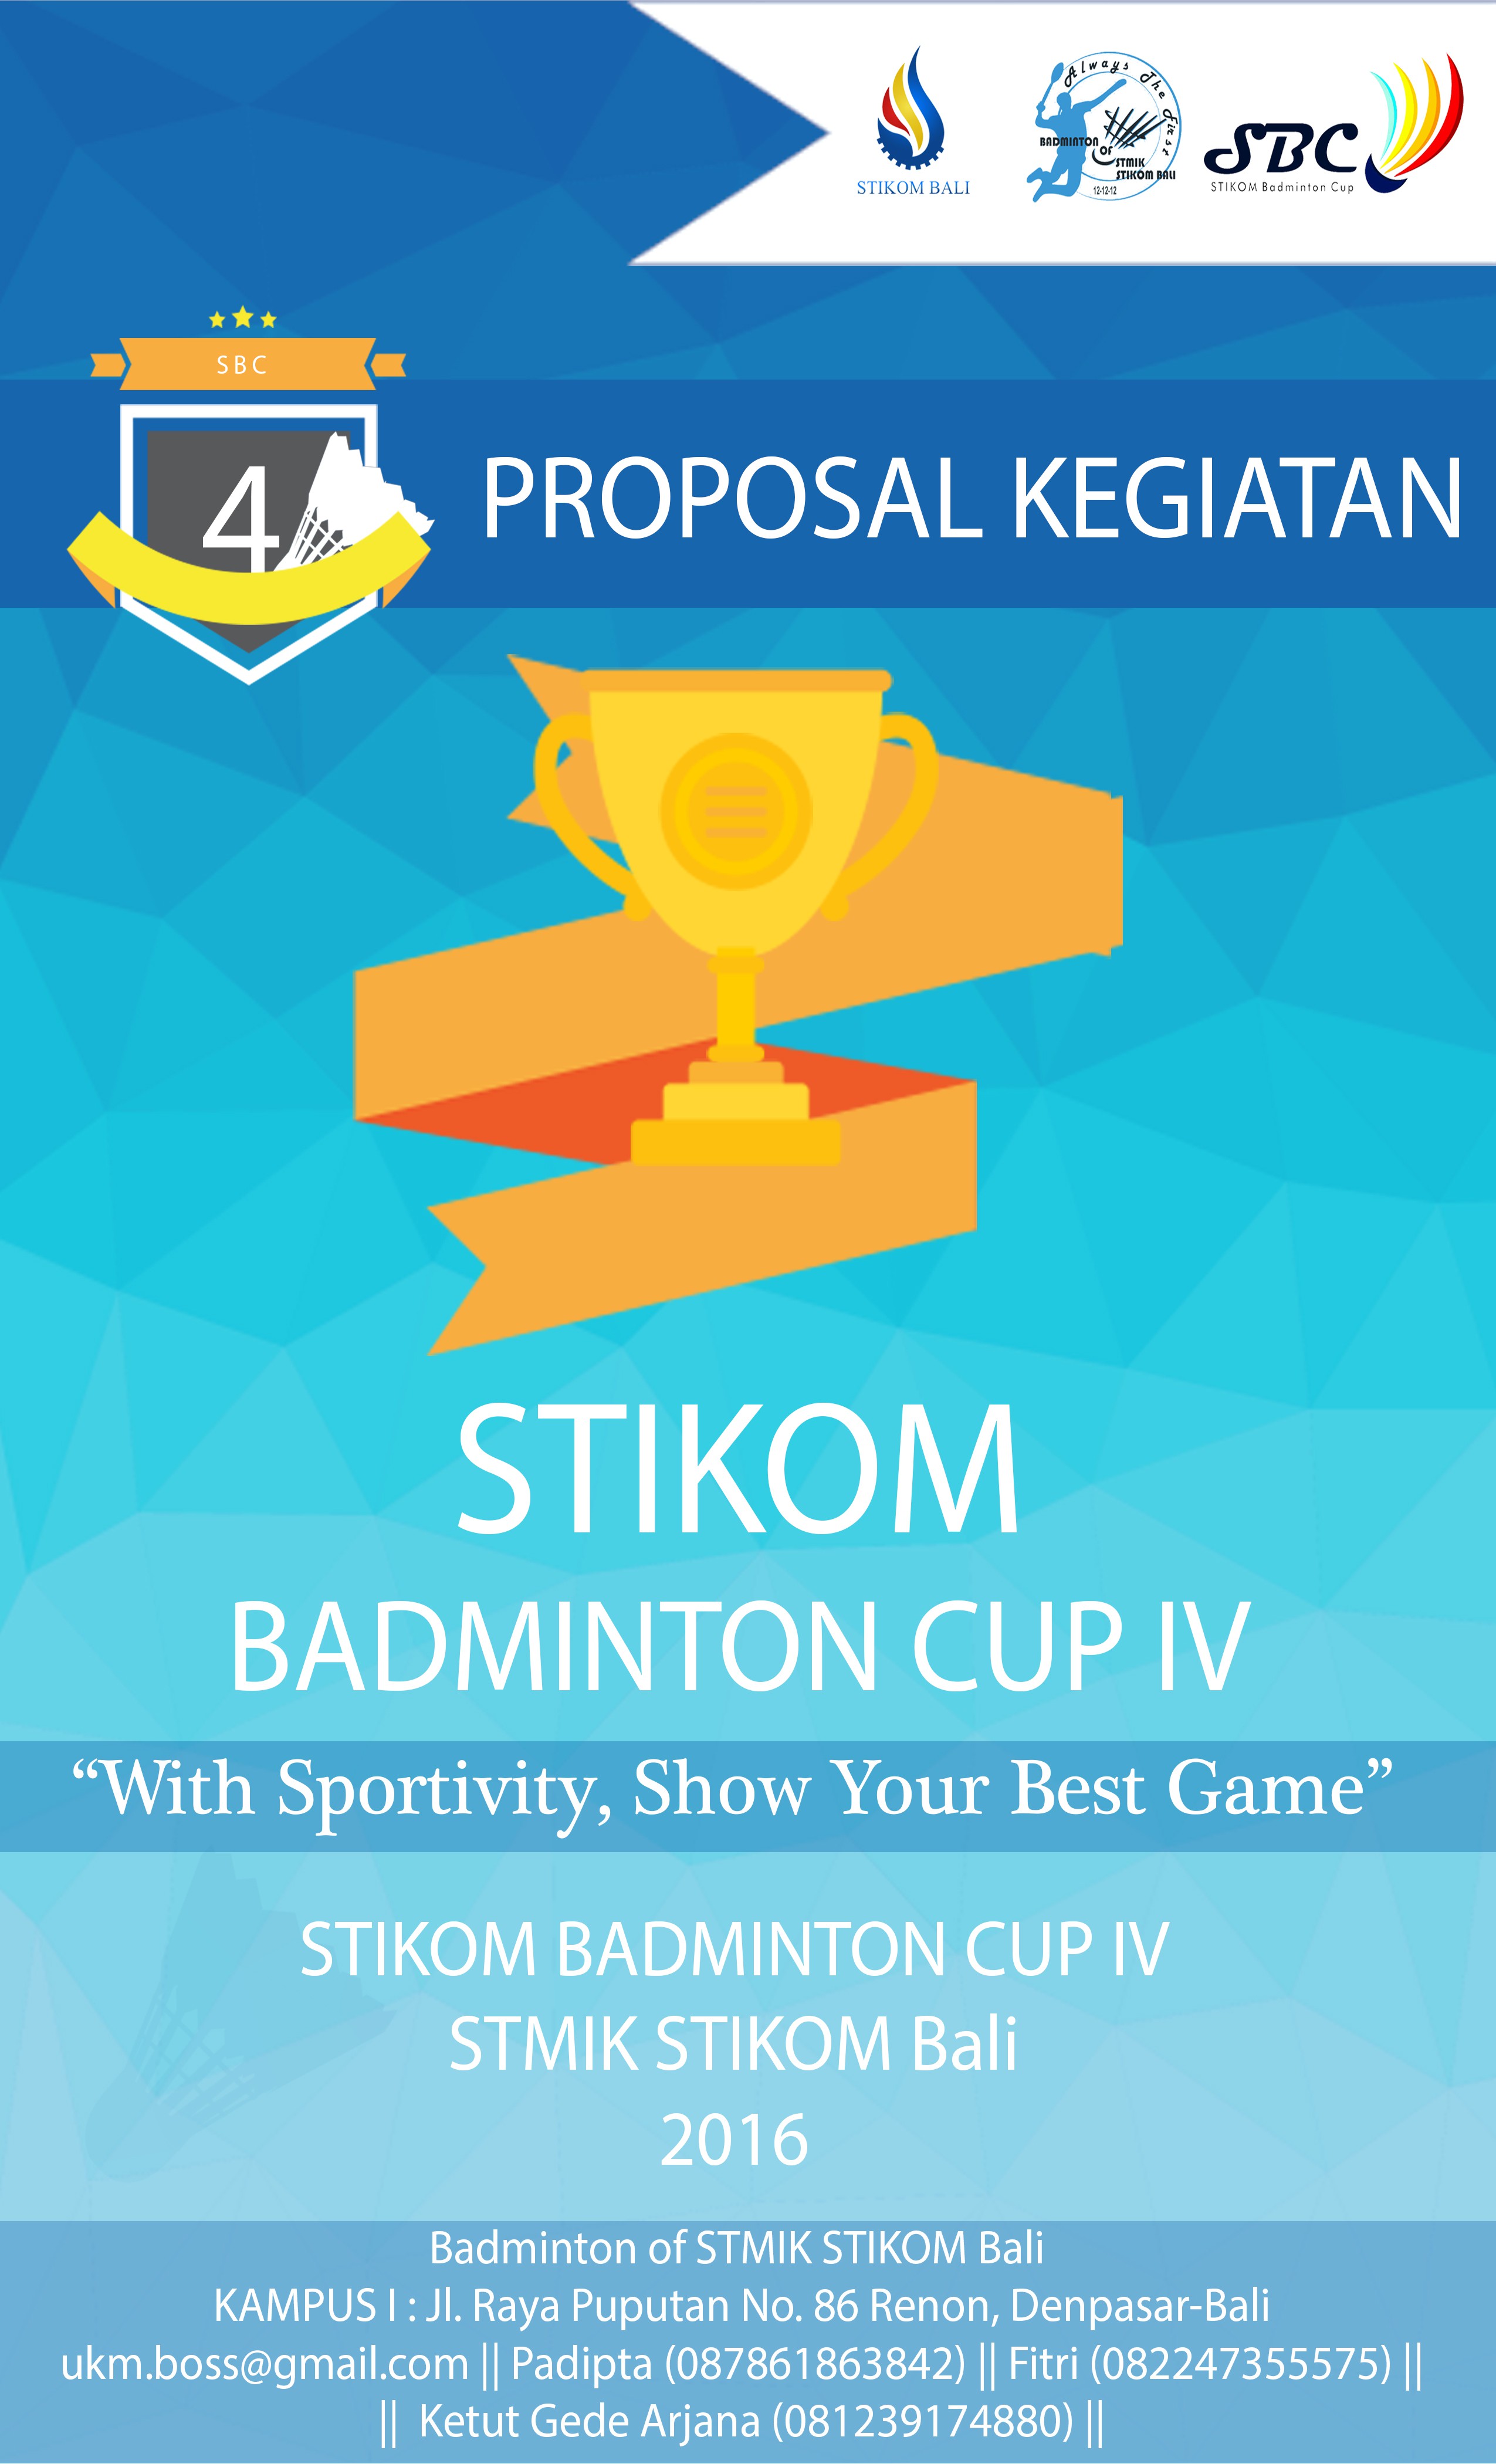 STIKOM BALI
Always The First
BADMINTON
OF
STMIK
STIKOM BALI
12-12-12
SBC
STIKOM Badminton Cup
SBC
4
PROPOSAL KEGIATAN
STIKOM
BADMINTON CUP IV
“With Sportivity, Show Your Best Game”
STIKOM BADMINTON CUP IV
STMIK STIKOM Bali
2016
Badminton of STMIK STIKOM Bali
KAMPUS I : Jl. Raya Puputan No. 86 Renon, Denpasar-Bali
ukm.boss@gmail.com || Padipta (087861863842) || Fitri (082247355575) ||
|| Ketut Gede Arjana (081239174880) ||